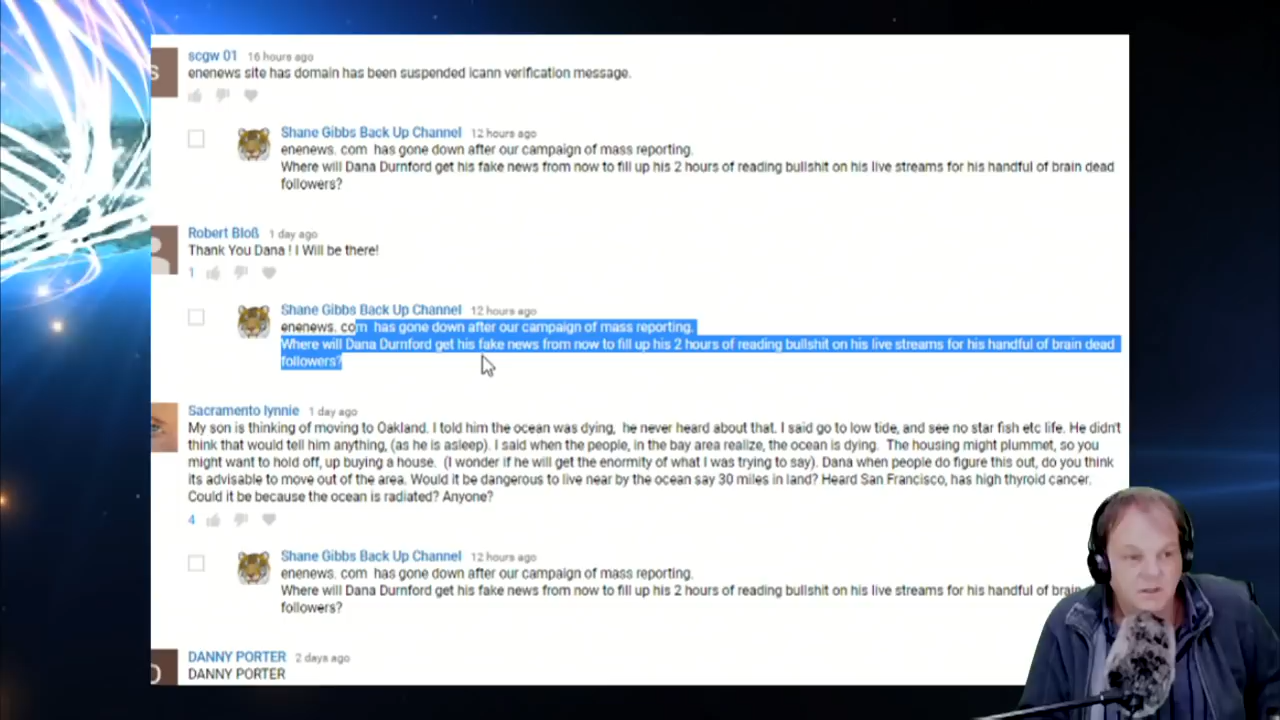 scgw 01 16 hours ago
enenews site has domain has been suspended icann verification message.
Shane Gibbs Back Up Channel 12 hours ago
enenews. com has gone down after our campaign of mass reporting.
Where will Dana Durnford get his fake news from now to fill up his 2 hours of reading bullshit on his live streams for his handful of brain dead
followers?
Robert Bloß 1 day ago
Thank You Dana ! I Will be there!
1
Shane Gibbs Back Up Channel 12 hours ago
enenews. com has gone down after our campaign of mass reporting.
Where will Dana Durnford get his fake news from now to fill up his 2 hours of reading bullshit on his live streams for his handful of brain dead
followers?
Sacramento lynnie 1 day ago
My son is thinking of moving to Oakland. I told him the ocean was dying, he never heard about that. I said go to low tide, and see no star fish etc life. He didn't
think that would tell him anything, (as he is asleep). I said when the people, in the bay area realize, the ocean is dying. The housing might plummet, so you
might want to hold off, up buying a house. (I wonder if he will get the enormity of what I was trying to say). Dana when people do figure this out, do you think
its advisable to move out of the area. Would it be dangerous to live near by the ocean say 30 miles in land? Heard San Francisco, has high thyroid cancer.
Could it be because the ocean is radiated? Anyone?
4
Shane Gibbs Back Up Channel 12 hours ago
enenews. com has gone down after our campaign of mass reporting.
Where will Dana Durnford get his fake news from now to fill up his 2 hours of reading bullshit on his live streams for his handful of brain
followers?
DANNY PORTER 2 days ago
DANNY PORTER